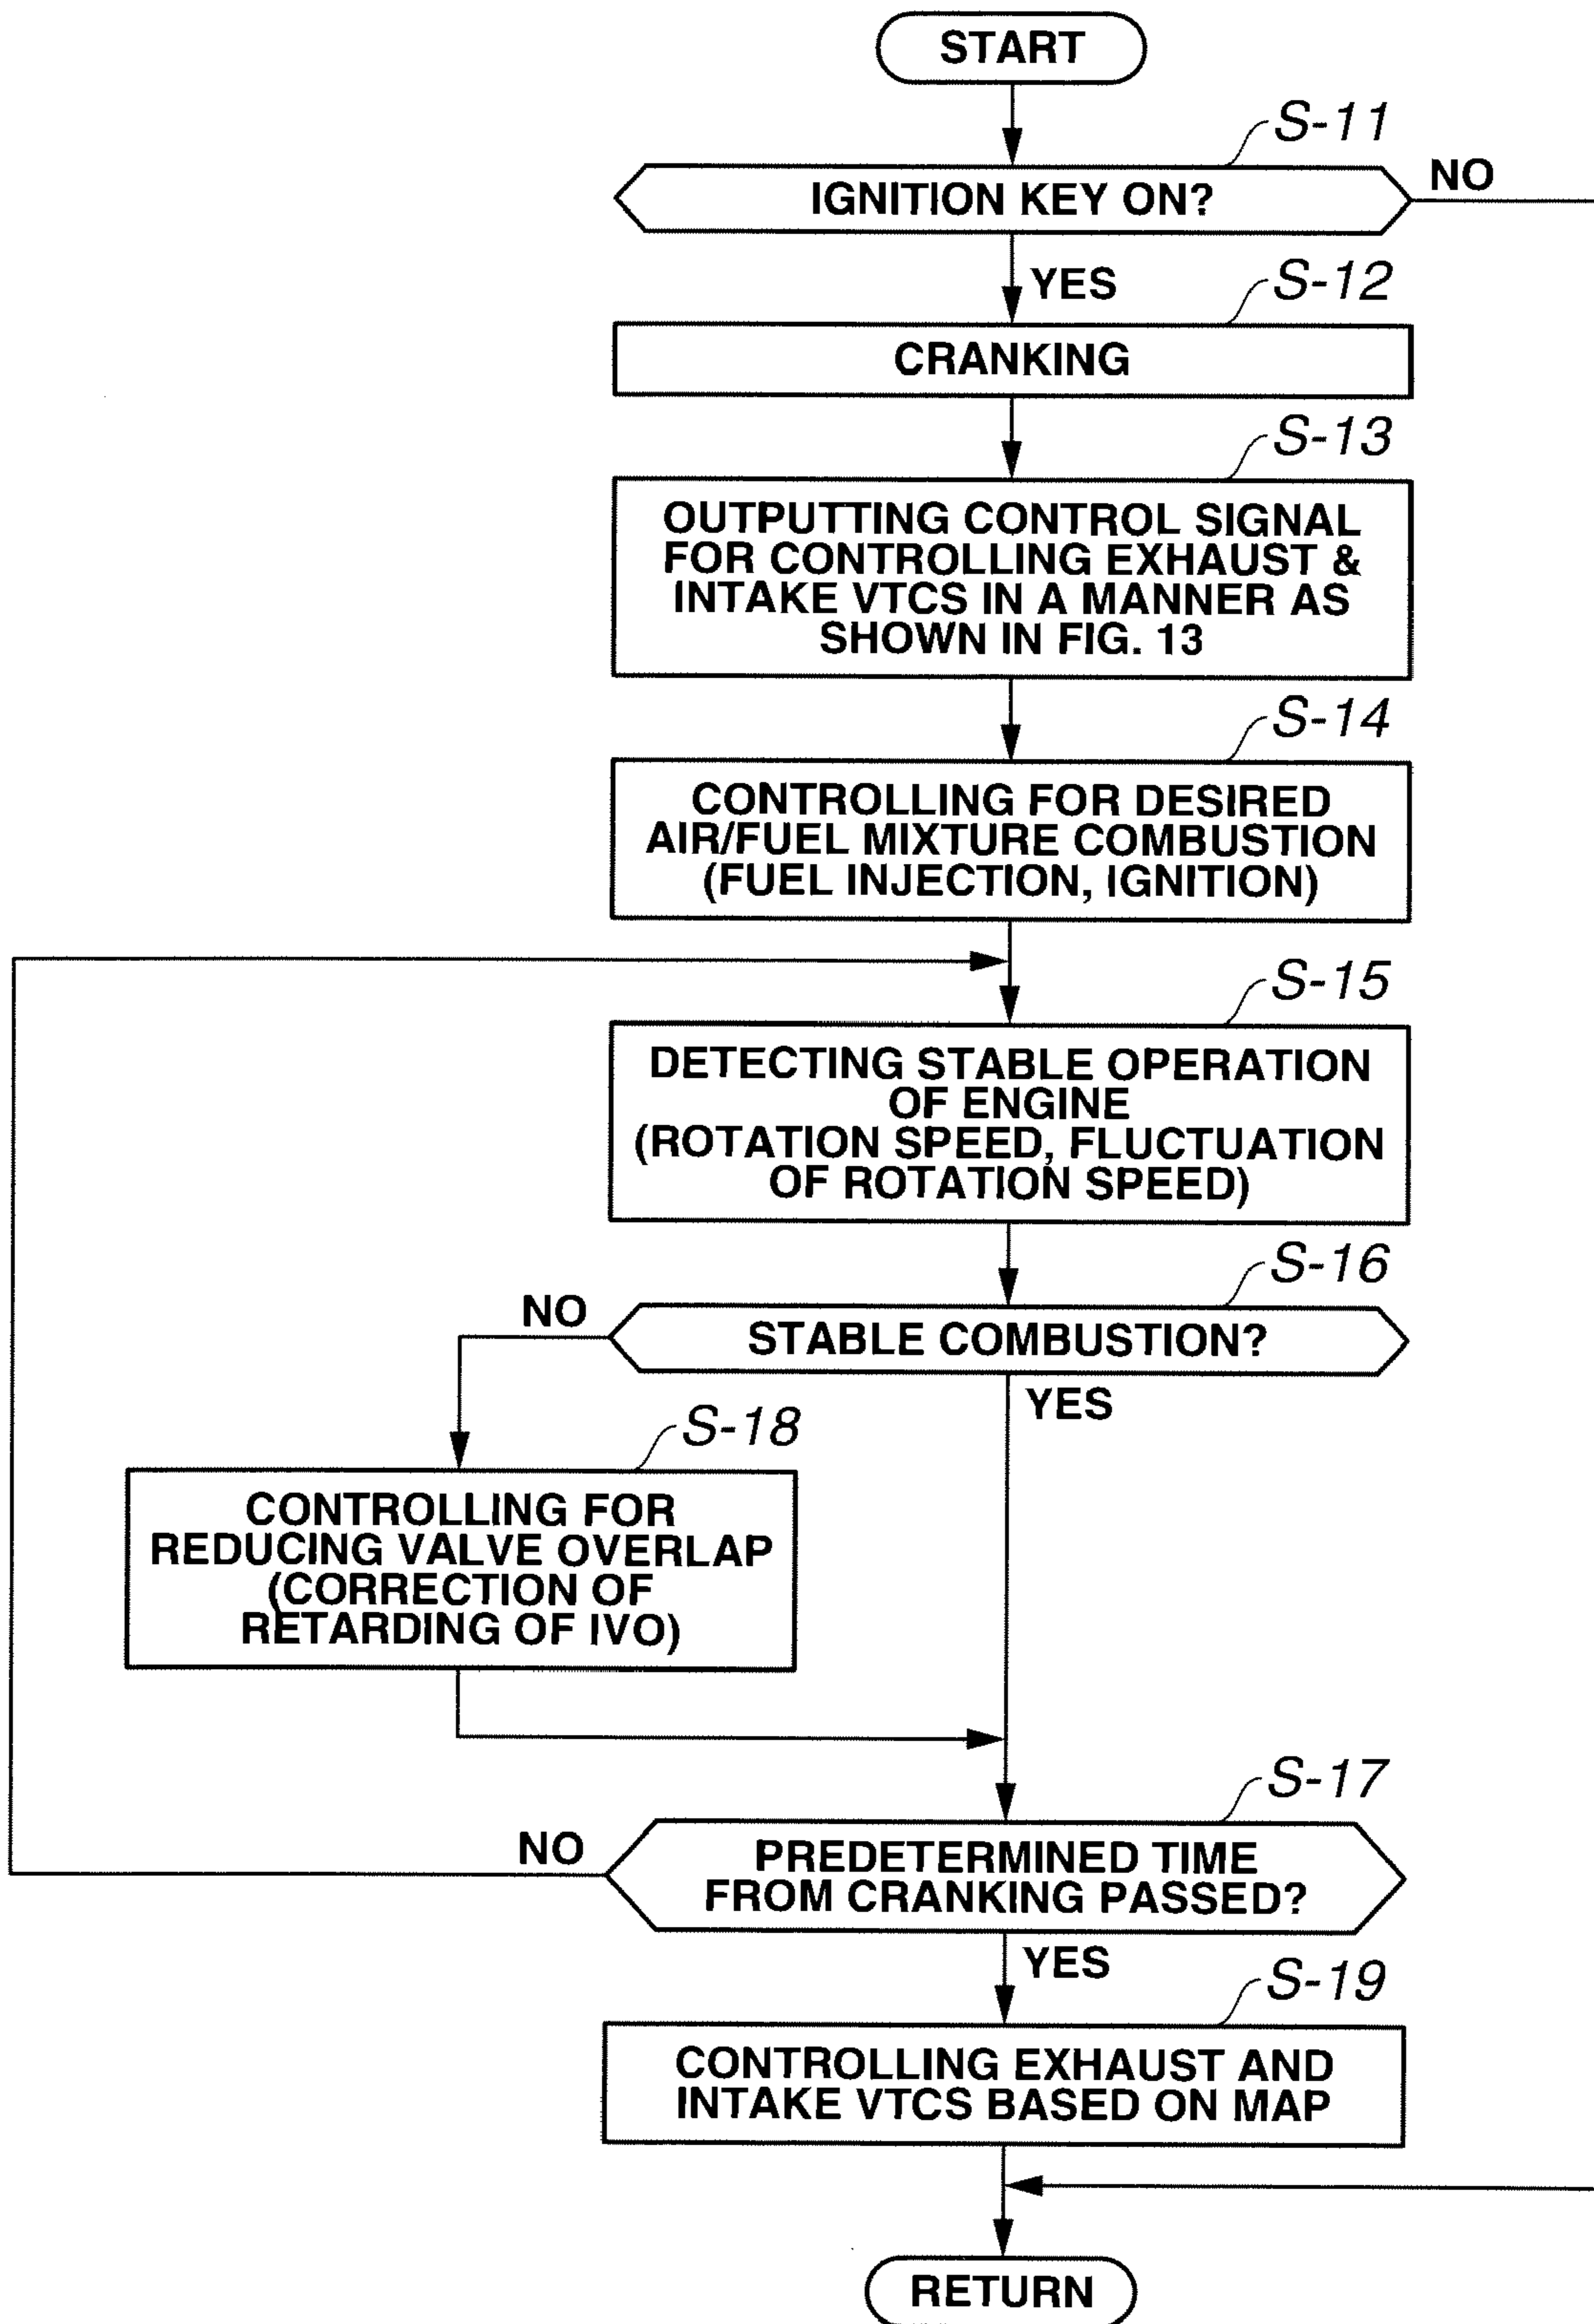 START
S-11
IGNITION KEY ON?
NO
YES
S-12
CRANKING
S-13
OUTPUTTING CONTROL SIGNAL
FOR CONTROLLING EXHAUST &
INTAKE VTCS IN A MANNER AS
SHOWN IN FIG. 13
S-14
CONTROLLING FOR DESIRED
AIR/FUEL MIXTURE COMBUSTION
(FUEL INJECTION, IGNITION)
S-15
DETECTING STABLE OPERATION
OF ENGINE
(ROTATION SPEED, FLUCTUATION
OF ROTATION SPEED)
S-16
NO
STABLE COMBUSTION?
YES
S-18
CONTROLLING FOR
REDUCING VALVE OVERLAP
(CORRECTION OF
RETARDING OF IVO)
S-17
NO
PREDETERMINED TIME
FROM CRANKING PASSED?
YES
S-19
CONTROLLING EXHAUST AND
INTAKE VTCS BASED ON MAP
RETURN